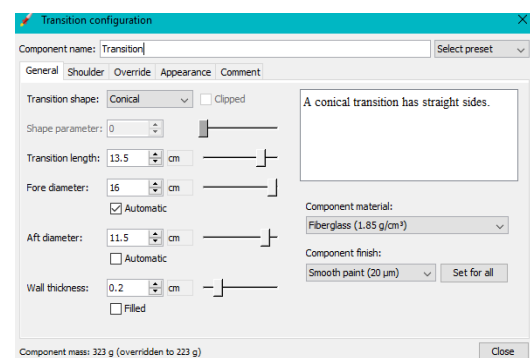 Transition configuration
Component name: Transition Select preset
General Shoulder Override Appearance Comment
Transition shape: Conical Clipped
A conical transition has straight sides.
Shape parameter: 0
Transition length: 13.5 cm
Fore diameter: 16 cm
Automatic
Component material:
Fiberglass (1.85 g/cm³)
Aft diameter: 11.5 cm
Automatic
Component finish:
Smooth paint (20 μm) Set for all
Wall thickness: 0.2 cm
Filled
Component mass: 323 g (overridden to 223 g) Close